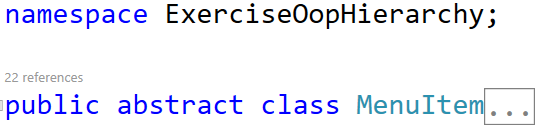 namespace ExerciseOopHierarchy;
22 references
public abstract class MenuItem...